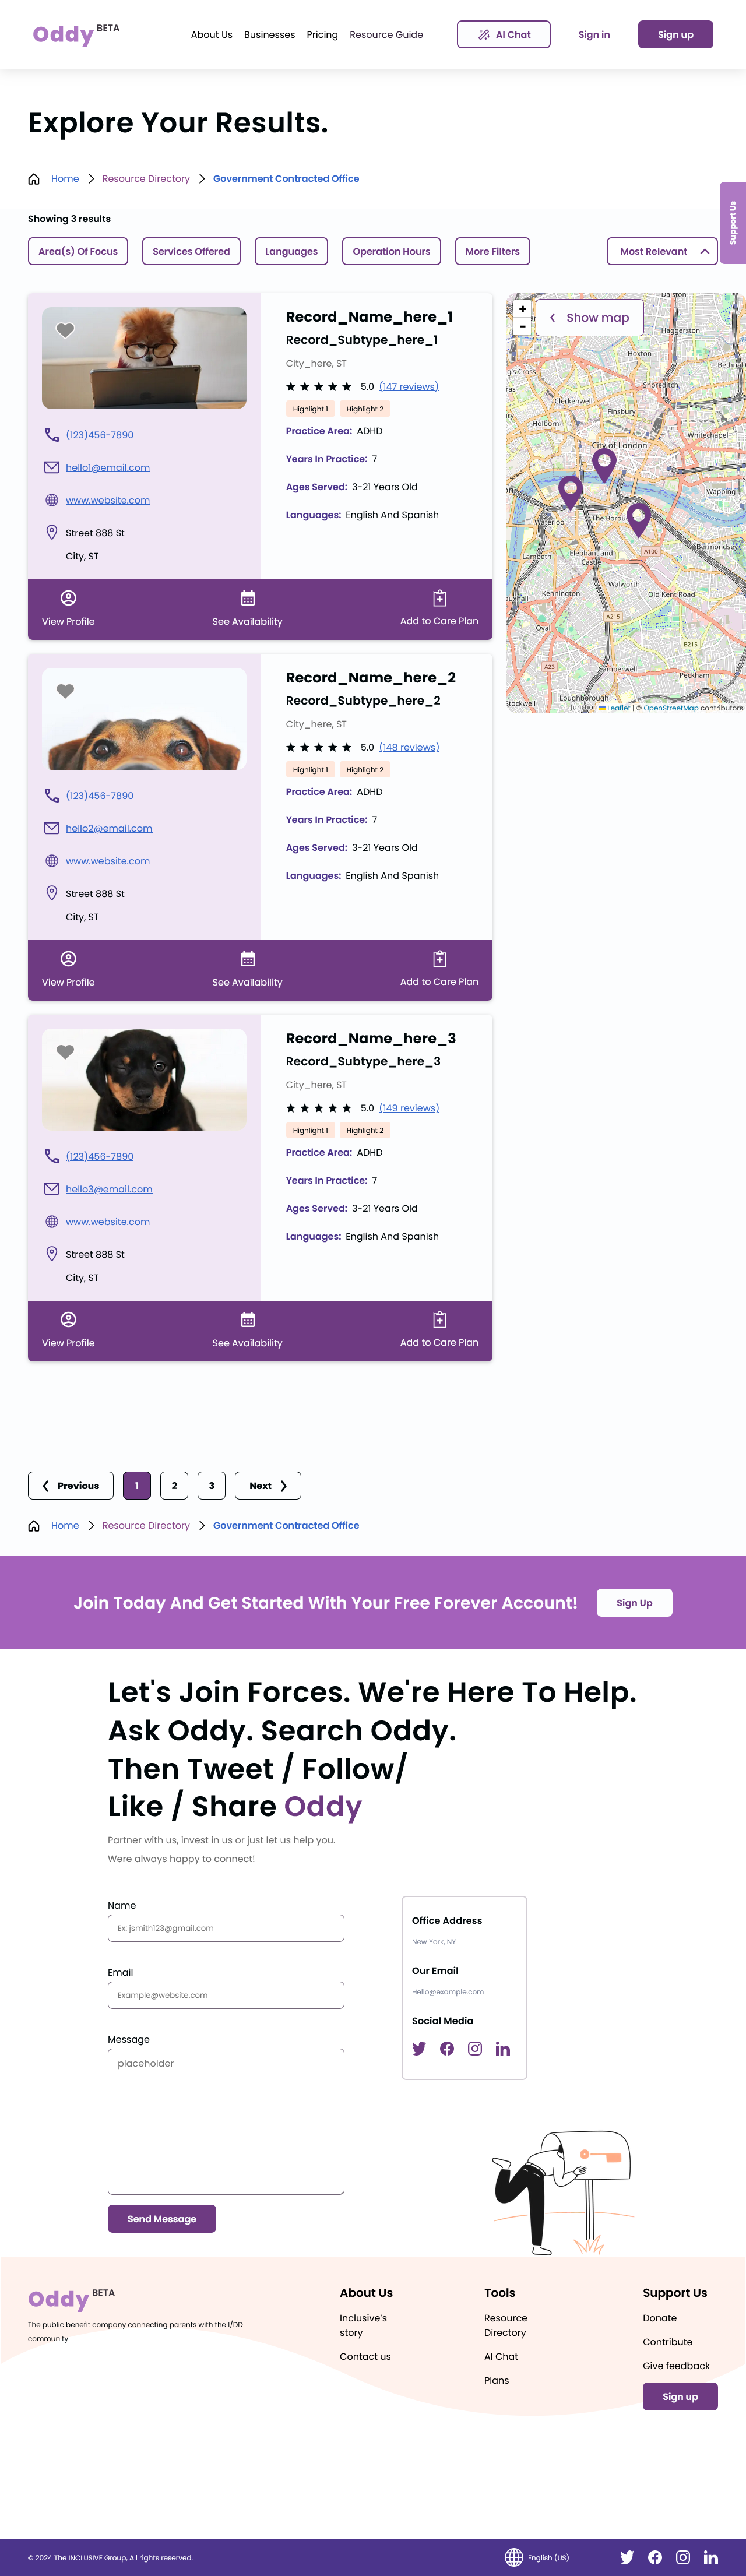 Oddy BETA
About Us Businesses Pricing Resource Guide AI Chat Sign in Sign up
Explore Your Results.
Home Resource Directory Government Contracted Office
Support Us
Showing 3 results
Area(s) Of Focus Services Offered Languages Operation Hours More Filters Most Relevant
Record_Name_here_1
Record_Subtype_here_1
City_here, ST
5.0 (147 reviews)
Highlight 1 Highlight 2
Practice Area: ADHD
Years In Practice: 7
Ages Served: 3-21 Years Old
Languages: English And Spanish
(123)456-7890
hello1@email.com
www.website.com
Street 888 St
City, ST
View Profile See Availability Add to Care Plan
+
-
Show map
Dalston
Haggerston
Hoxton
Bethnal
Shoreditch
Clerkenwell
Finsbury
Holborn
Whitechapel
City of London
Wapping
Waterloo
The Borough
Bermondsey
Lambeth
Elephant and
Castle
A100
Walworth
Kennington
Old Kent Road
A215
Oval
B215
A23
Camberwell
Peckham
Loughborough
Junction
Stockwell
Leaflet | © OpenStreetMap contributors
Record_Name_here_2
Record_Subtype_here_2
City_here, ST
5.0 (148 reviews)
Highlight 1 Highlight 2
Practice Area: ADHD
Years In Practice: 7
Ages Served: 3-21 Years Old
Languages: English And Spanish
(123)456-7890
hello2@email.com
www.website.com
Street 888 St
City, ST
View Profile See Availability Add to Care Plan
Record_Name_here_3
Record_Subtype_here_3
City_here, ST
5.0 (149 reviews)
Highlight 1 Highlight 2
Practice Area: ADHD
Years In Practice: 7
Ages Served: 3-21 Years Old
Languages: English And Spanish
(123)456-7890
hello3@email.com
www.website.com
Street 888 St
City, ST
View Profile See Availability Add to Care Plan
Previous 1 2 3 Next
Home Resource Directory Government Contracted Office
Join Today And Get Started With Your Free Forever Account! Sign Up
Let's Join Forces. We're Here To Help.
Ask Oddy. Search Oddy.
Then Tweet / Follow/
Like / Share Oddy
Partner with us, invest in us or just let us help you.
Were always happy to connect!
Name
Ex: jsmith123@gmail.com
Email
Example@website.com
Message
placeholder
Send Message
Office Address
New York, NY
Our Email
Hello@example.com
Social Media
Oddy BETA
The public benefit company connecting parents with the I/DD
community.
About Us
Inclusive's
story
Contact us
Tools
Resource
Directory
AI Chat
Plans
Support Us
Donate
Contribute
Give feedback
Sign up
© 2024 The INCLUSIVE Group, All rights reserved. English (US)